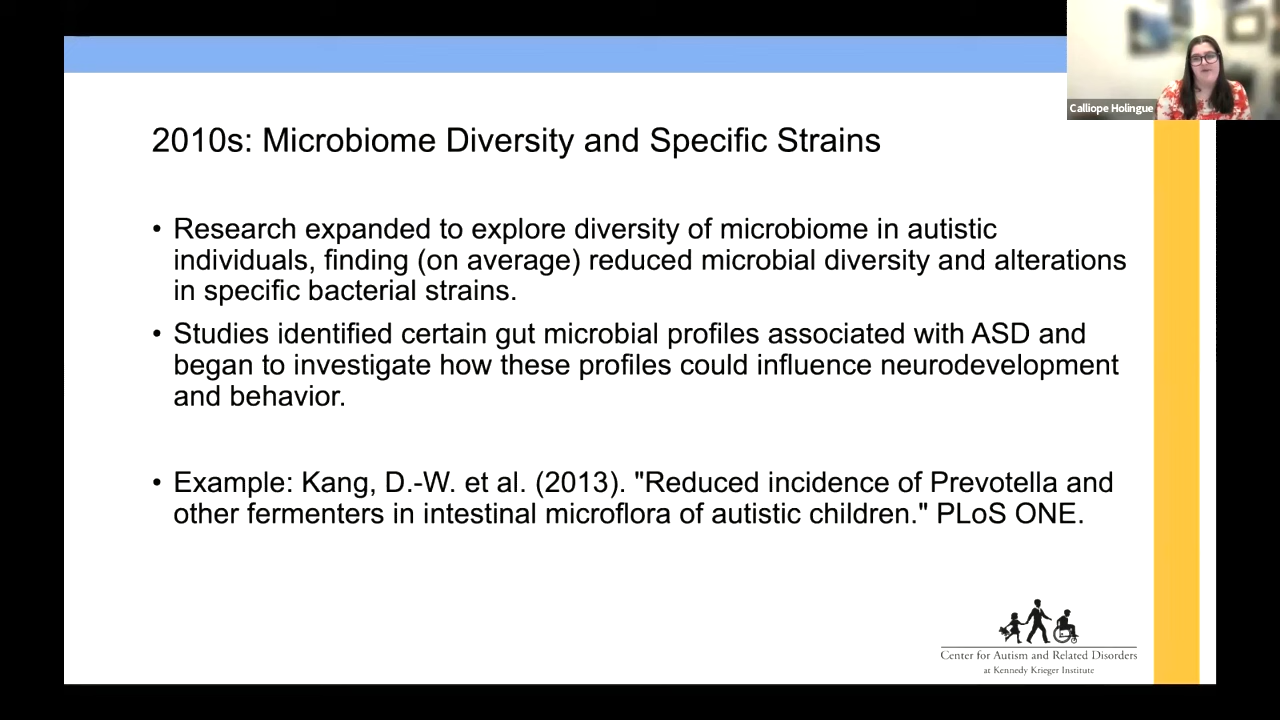 Calliope Holingue
2010s: Microbiome Diversity and Specific Strains
• Research expanded to explore diversity of microbiome in autistic
individuals, finding (on average) reduced microbial diversity and alterations
in specific bacterial strains.
• Studies identified certain gut microbial profiles associated with ASD and
began to investigate how these profiles could influence neurodevelopment
and behavior.
• Example: Kang, D.-W. et al. (2013). "Reduced incidence of Prevotella and
other fermenters in intestinal microflora of autistic children." PLoS ONE.
Center for Autism and Related Disorders
at Kennedy Krieger Institute